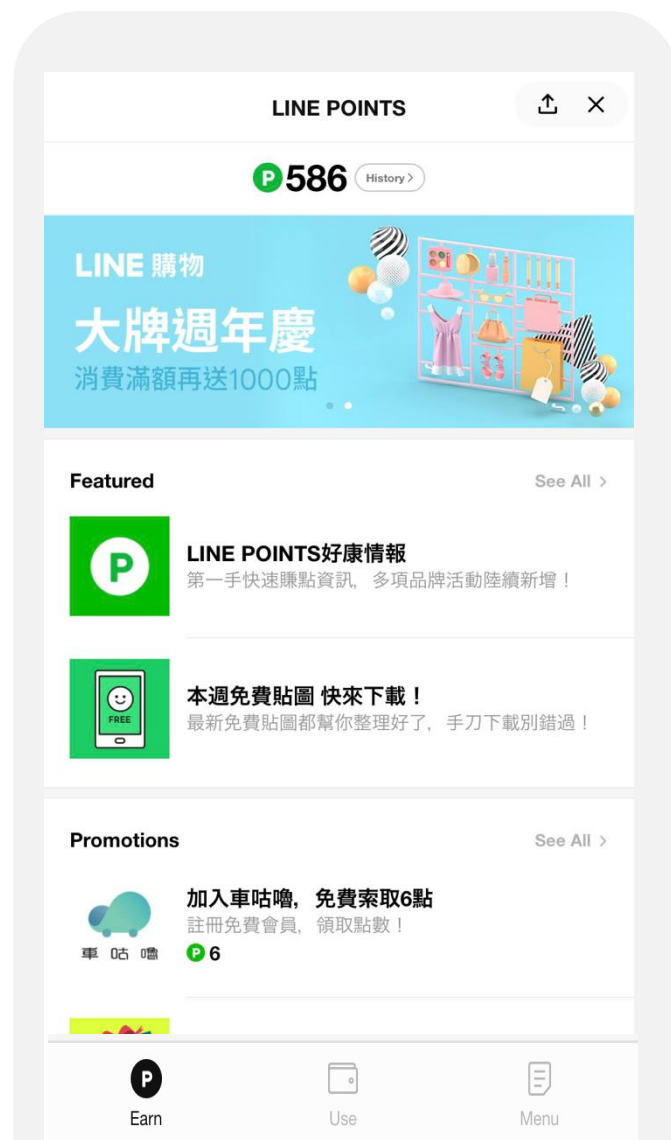 LINE POINTS
P 586 History >
LINE 購物
大牌週年慶
消費滿額再送1000點
Featured
See All >
P
LINE POINTS好康情報
第一手快速賺點資訊，多項品牌活動陸續新增！
FREE
本週免費貼圖 快來下載！
最新免費貼圖都幫你整理好了，手刀下載別錯過！
Promotions
See All >
車咕嚕
加入車咕嚕，免費索取6點
註冊免費會員，領取點數！
P 6
P
Earn
Use
Menu